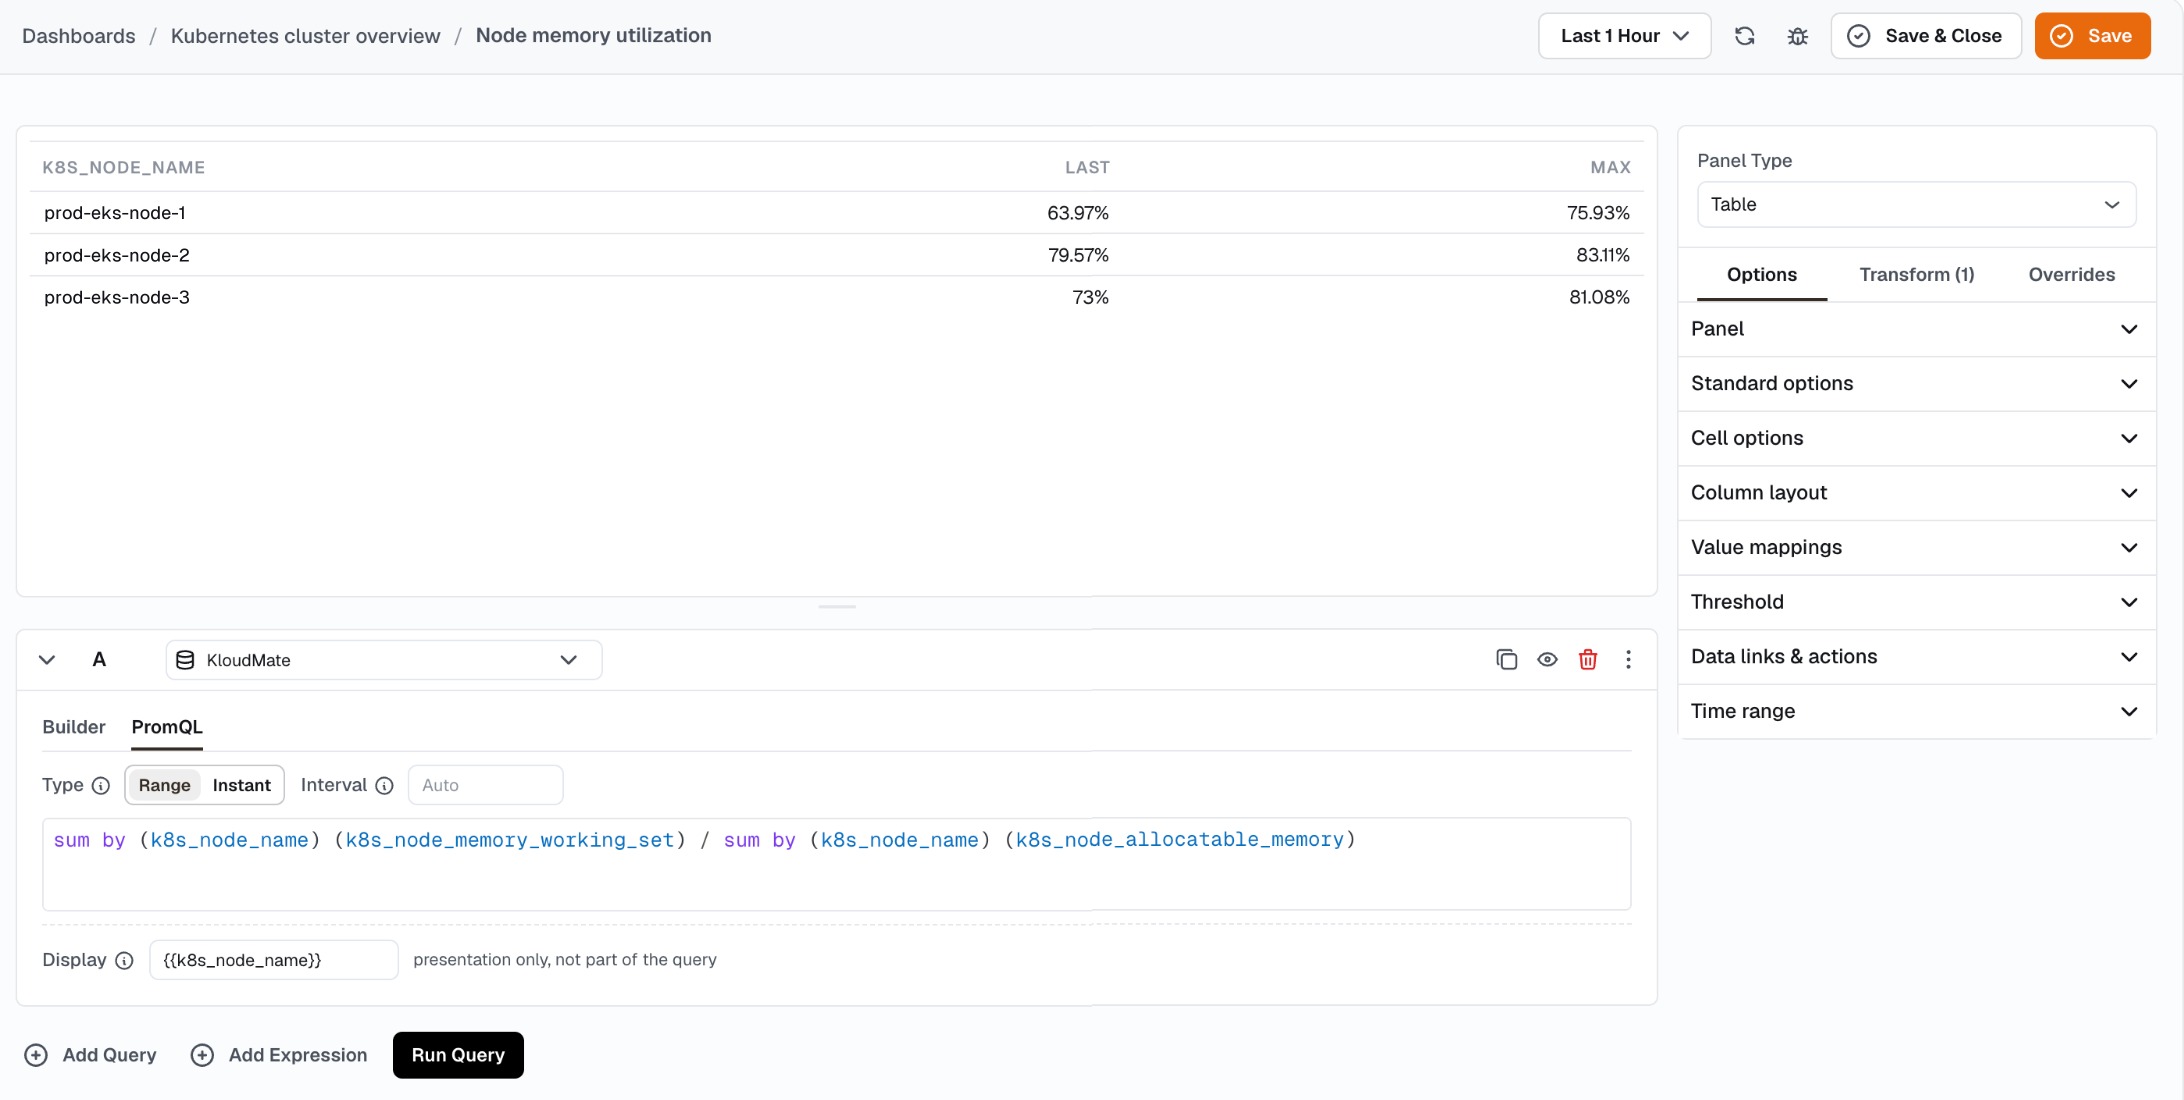 Dashboards / Kubernetes cluster overview / Node memory utilization
Last 1 Hour
Save & Close
Save
K8S_NODE_NAME LAST MAX
prod-eks-node-1 63.97% 75.93%
prod-eks-node-2 79.57% 83.11%
prod-eks-node-3 73% 81.08%
Panel Type
Table
Options Transform (1) Overrides
Panel
Standard options
Cell options
Column layout
Value mappings
Threshold
Data links & actions
Time range
A KloudMate
Builder PromQL
Type Range Instant Interval Auto
sum by (k8s_node_name) (k8s_node_memory_working_set) / sum by (k8s_node_name) (k8s_node_allocatable_memory)
Display {{k8s_node_name}} presentation only, not part of the query
Add Query Add Expression Run Query